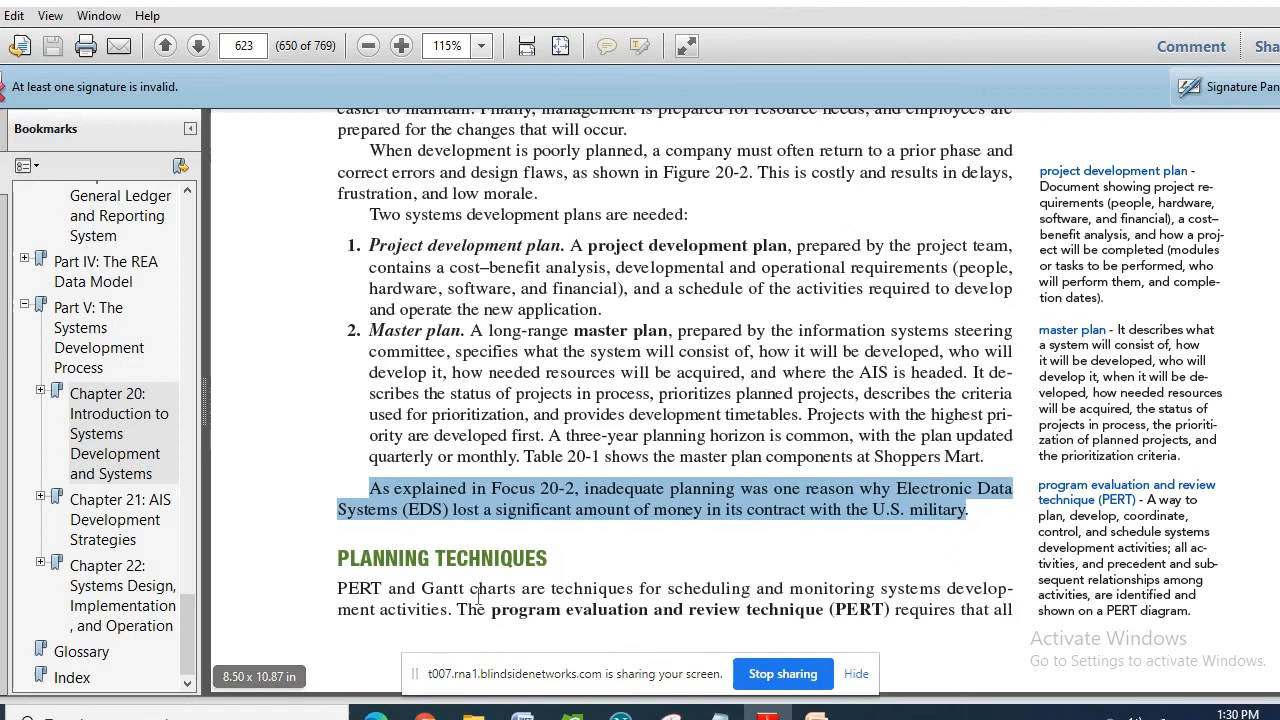 Edit View Window Help
623 (650 of 769) 115% Comment
At least one signature is invalid. Signature Pan
Bookmarks
General Ledger
and Reporting
System
Part IV: The REA
Data Model
Part V: The
Systems
Development
Process
Chapter 20:
Introduction to
Systems
Development
and Systems
Chapter 21: AIS
Development
Strategies
Chapter 22:
Systems Design,
Implementation
, and Operation
Glossary
Index
8.50 x 10.87 in
easier to maintain. Finally, management is prepared for resource needs, and employees are
prepared for the changes that will occur.
When development is poorly planned, a company must often return to a prior phase and
correct errors and design flaws, as shown in Figure 20-2. This is costly and results in delays,
frustration, and low morale.
Two systems development plans are needed:
1. Project development plan. A project development plan, prepared by the project team,
contains a cost–benefit analysis, developmental and operational requirements (people,
hardware, software, and financial), and a schedule of the activities required to develop
and operate the new application.
2. Master plan. A long-range master plan, prepared by the information systems steering
committee, specifies what the system will consist of, how it will be developed, who will
develop it, how needed resources will be acquired, and where the AIS is headed. It de-
scribes the status of projects in process, prioritizes planned projects, describes the criteria
used for prioritization, and provides development timetables. Projects with the highest pri-
ority are developed first. A three-year planning horizon is common, with the plan updated
quarterly or monthly. Table 20-1 shows the master plan components at Shoppers Mart.
As explained in Focus 20-2, inadequate planning was one reason why Electronic Data
Systems (EDS) lost a significant amount of money in its contract with the U.S. military.
PLANNING TECHNIQUES
PERT and Gantt charts are techniques for scheduling and monitoring systems develop-
ment activities. The program evaluation and review technique (PERT) requires that all
project development plan -
Document showing project re-
quirements (people, hardware,
software, and financial), a cost–
benefit analysis, and how a proj-
ect will be completed (modules
or tasks to be performed, who
will perform them, and comple-
tion dates).
master plan - It describes what
a system will consist of, how
it will be developed, who will
develop it, when it will be de-
veloped, how needed resources
will be acquired, the status of
projects in process, the prioriti-
zation of planned projects, and
the prioritization criteria.
program evaluation and review
technique (PERT) - A way to
plan, develop, coordinate,
control, and schedule systems
development activities; all ac-
tivities, and precedent and sub-
sequent relationships among
activities, are identified and
shown on a PERT diagram.
Activate Windows
Go to Settings to activate Windows.
t007.rna1.blindsidenetworks.com is sharing your screen. Stop sharing Hide
1:30 PM